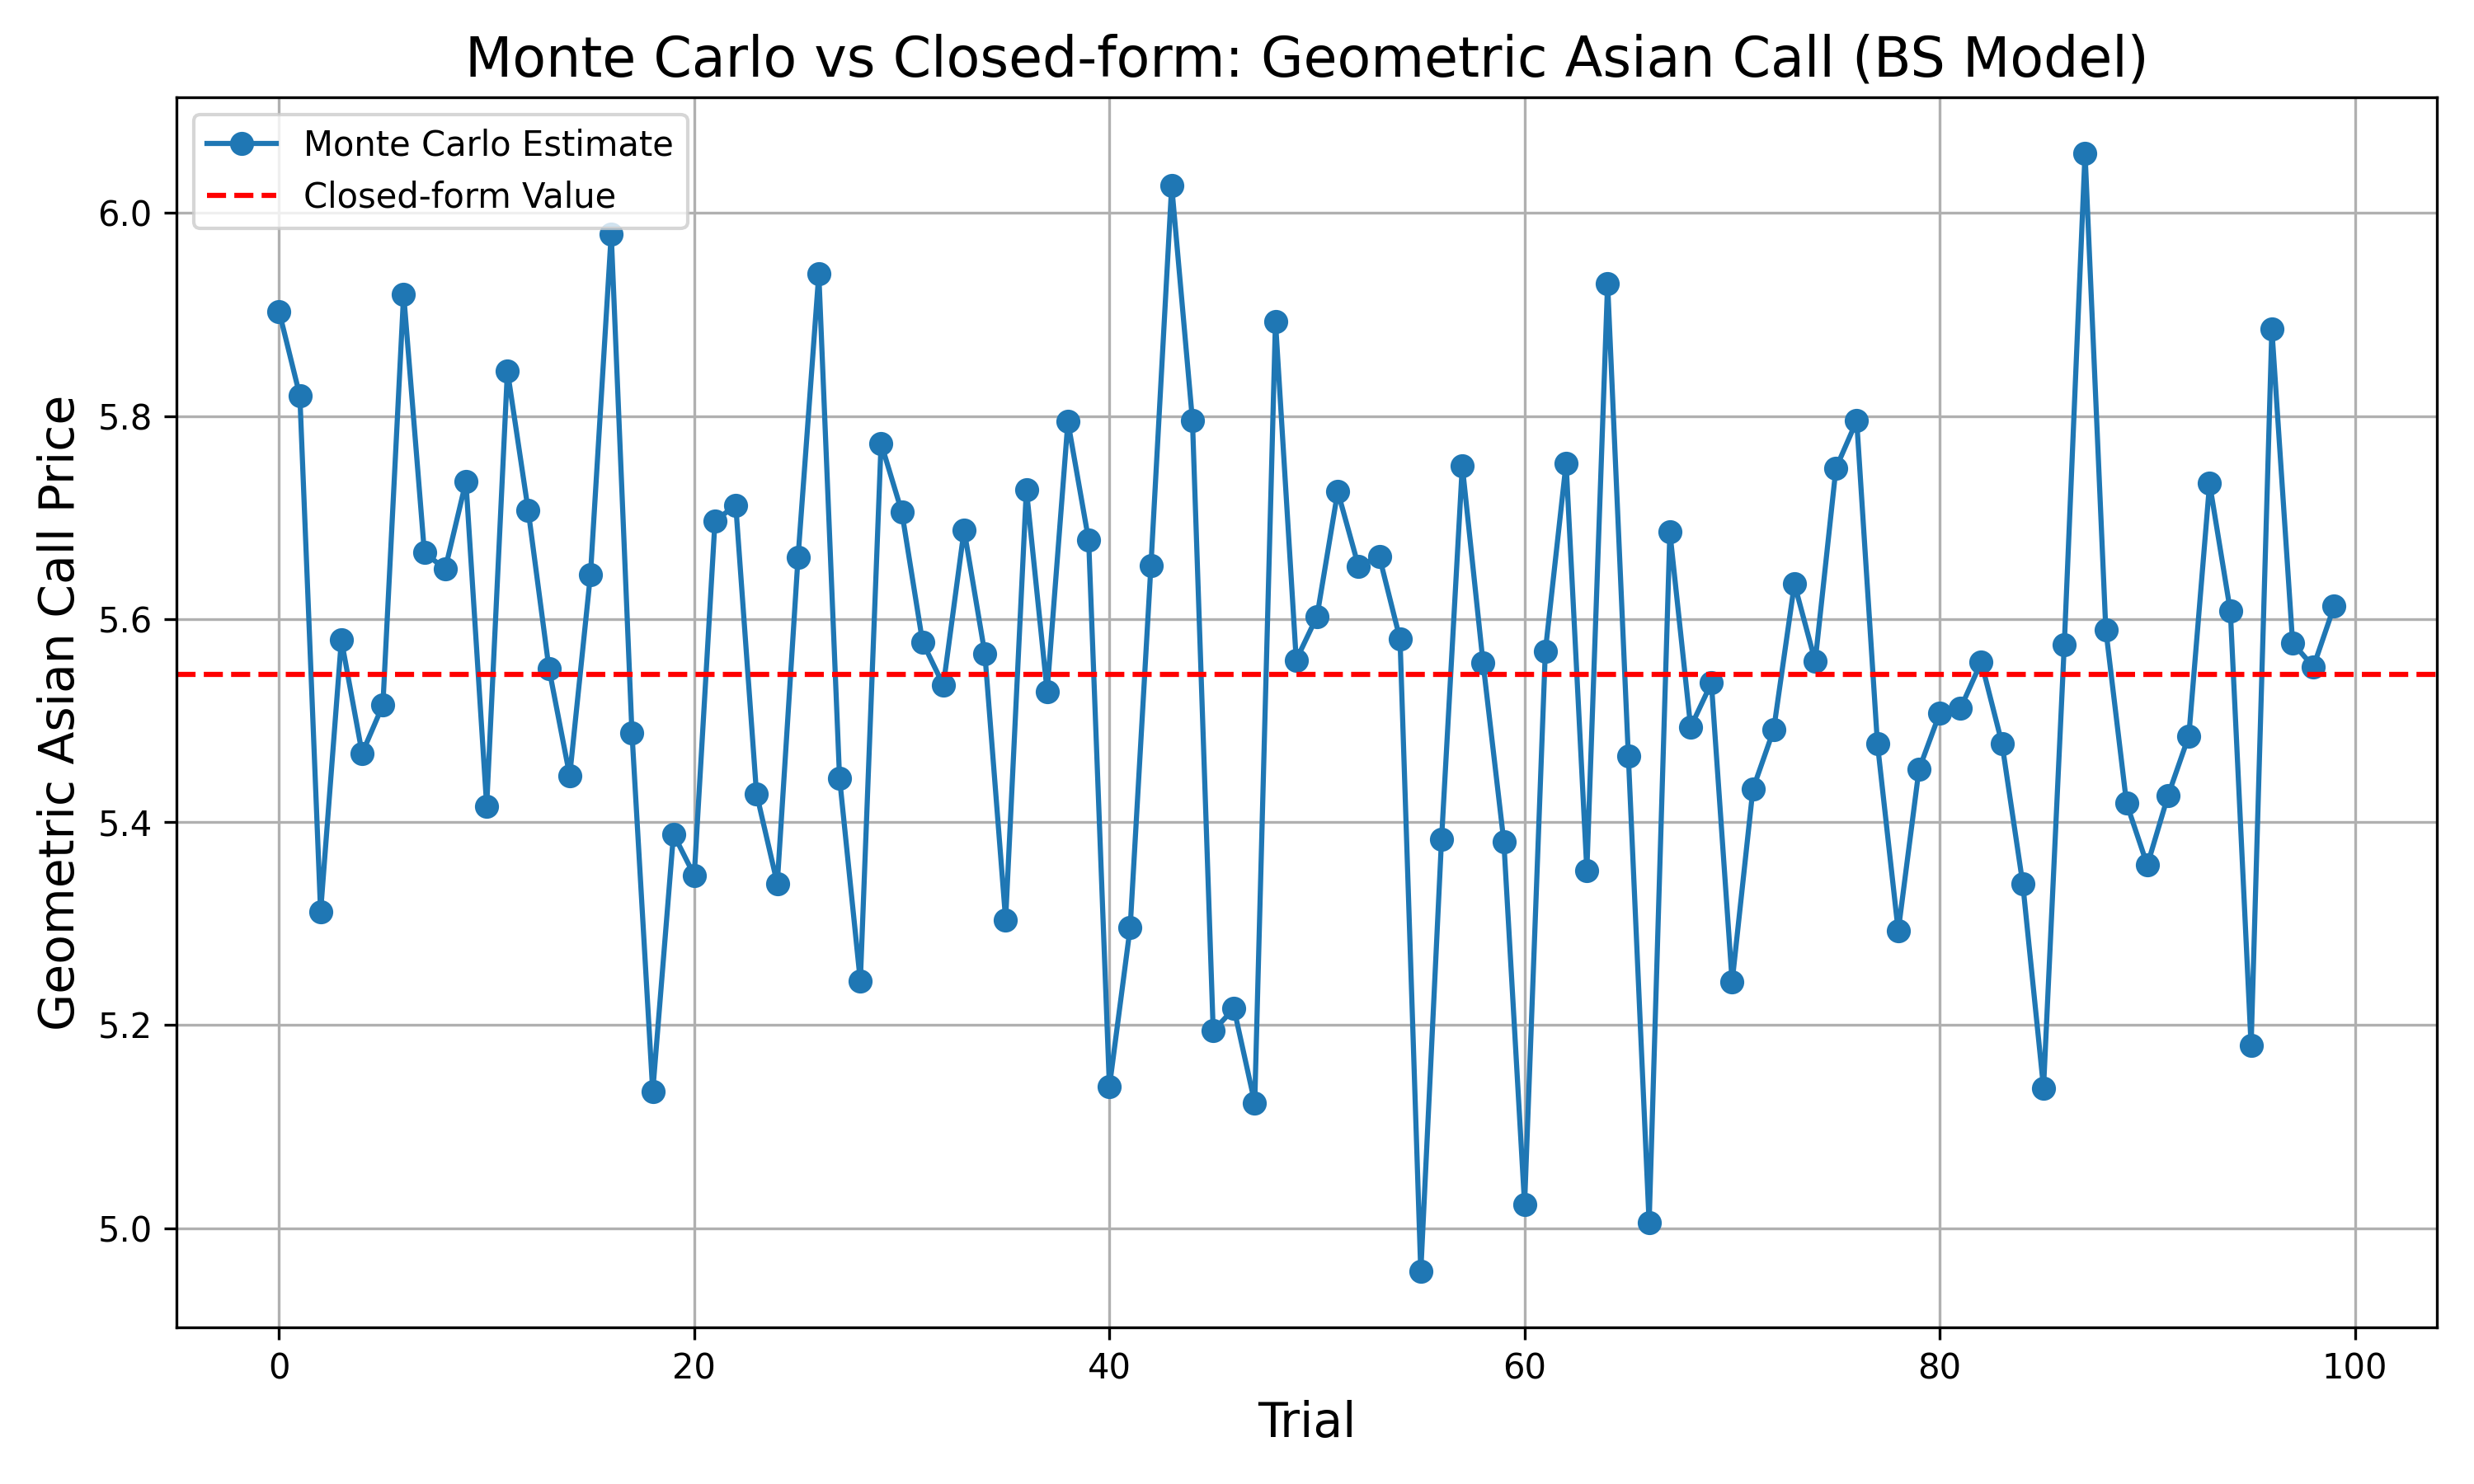 Monte Carlo vs Closed-form: Geometric Asian Call (BS Model)
Monte Carlo Estimate
Closed-form Value
Geometric Asian Call Price
6.0
5.8
5.6
5.4
5.2
5.0
0 20 40 60 80 100
Trial